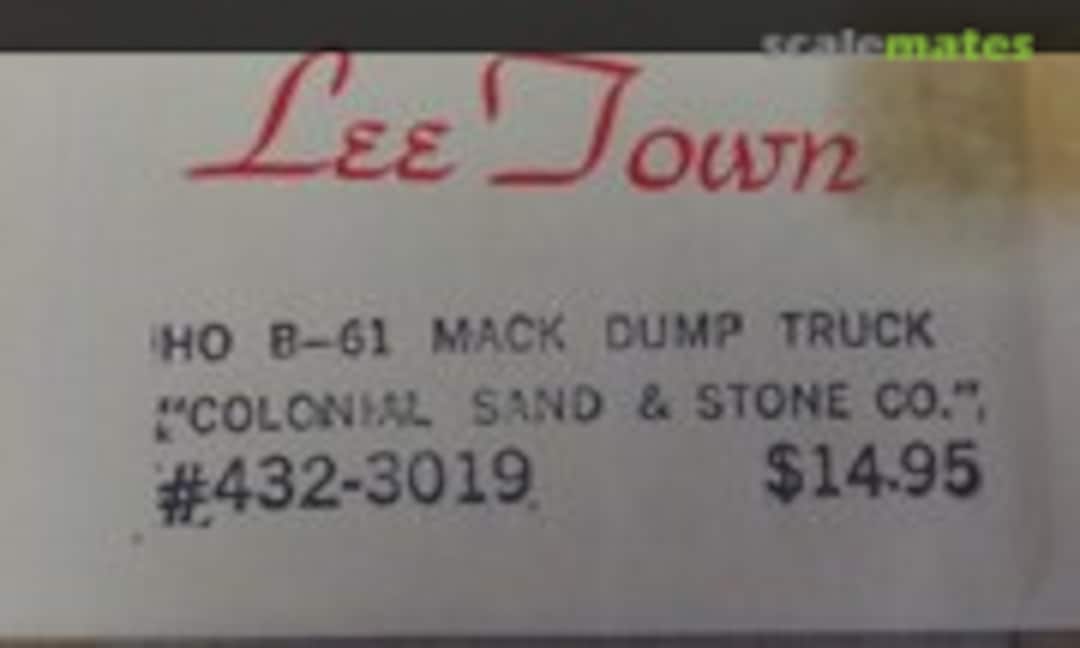 scalemates
Lee Town
HO B-61 MACK DUMP TRUCK
"COLONIAL SAND & STONE CO."
#432-3019 $14.95